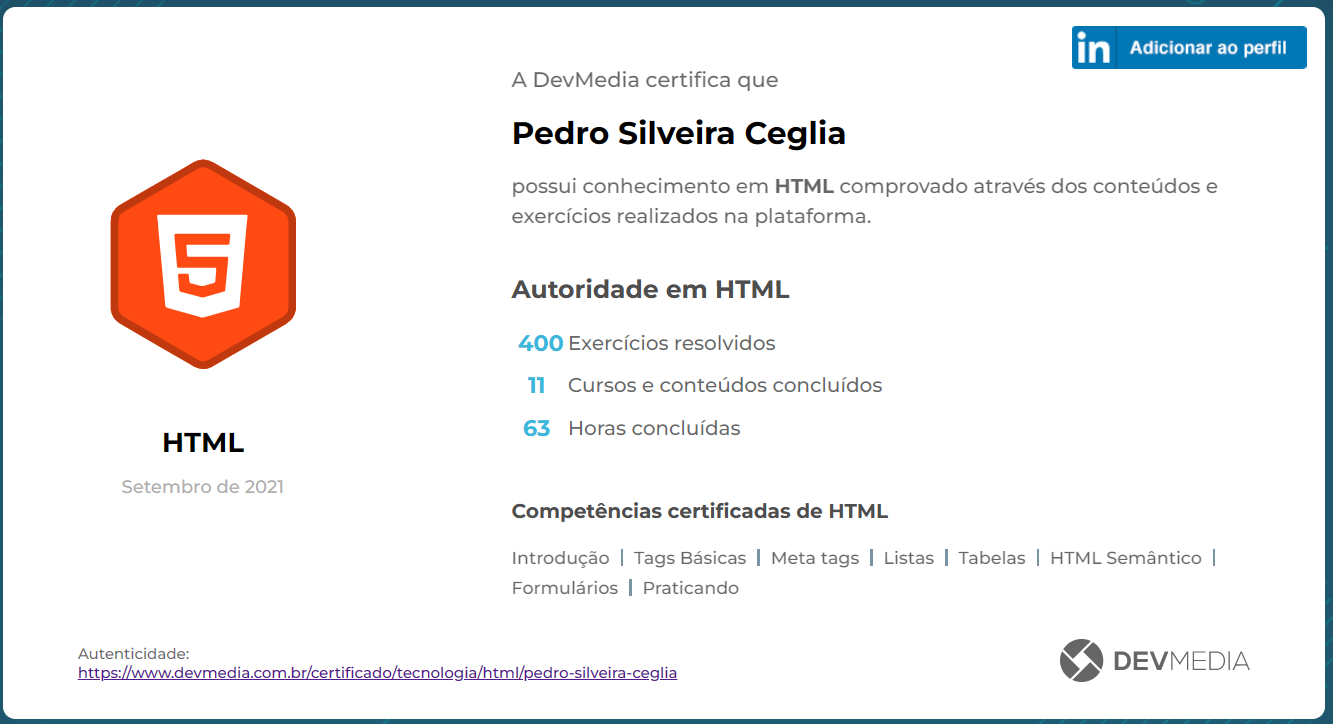 in Adicionar ao perfil
A DevMedia certifica que
Pedro Silveira Ceglia
possui conhecimento em HTML comprovado através dos conteúdos e
exercícios realizados na plataforma.
5
HTML
Setembro de 2021
Autoridade em HTML
400 Exercícios resolvidos
11 Cursos e conteúdos concluídos
63 Horas concluídas
Competências certificadas de HTML
Introdução | Tags Básicas | Meta tags | Listas | Tabelas | HTML Semântico |
Formulários | Praticando
Autenticidade:
https://www.devmedia.com.br/certificado/tecnologia/html/pedro-silveira-ceglia
DEVMEDIA